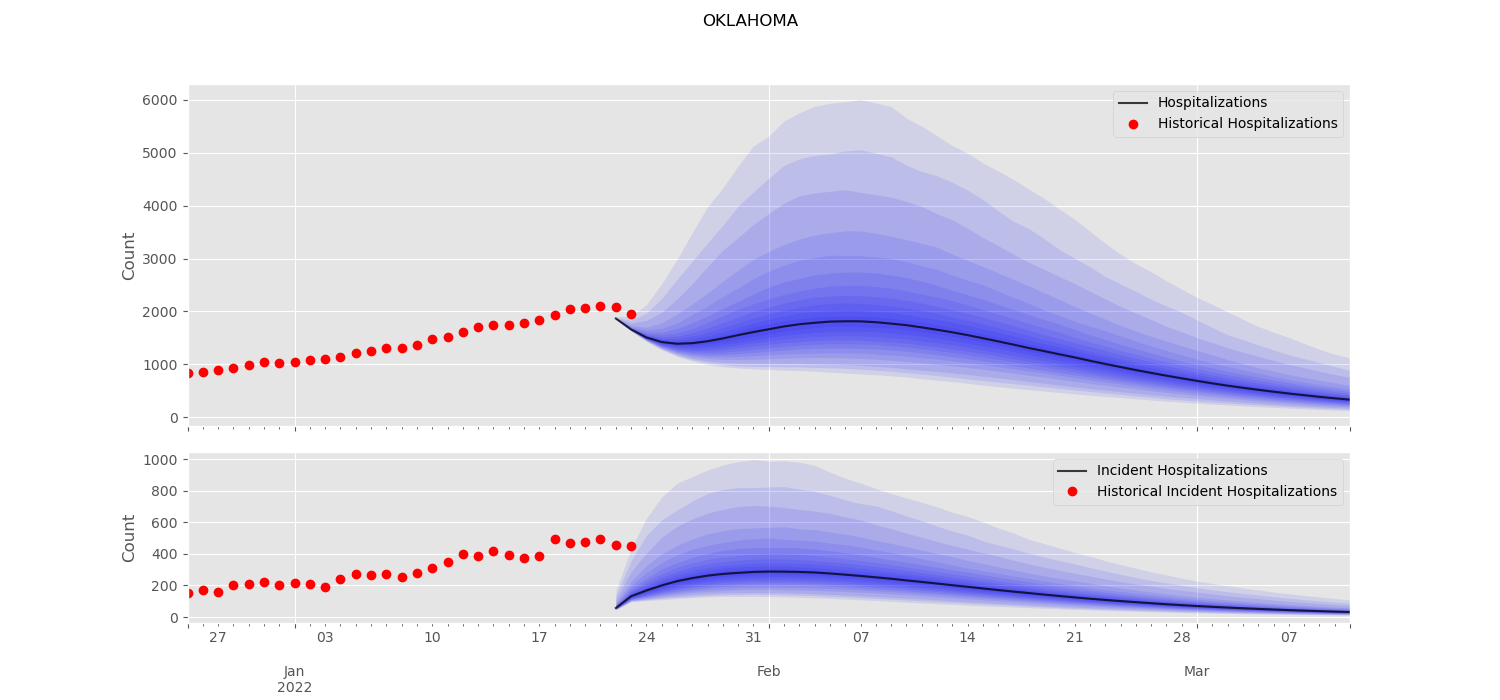 OKLAHOMA
6000
5000
4000
3000
2000
1000
0
Count
Hospitalizations
Historical Hospitalizations
1000
800
600
400
200
0
Count
Incident Hospitalizations
Historical Incident Hospitalizations
27 03 10 17 24 31 07 14 21 28 07
Jan Feb Mar
2022